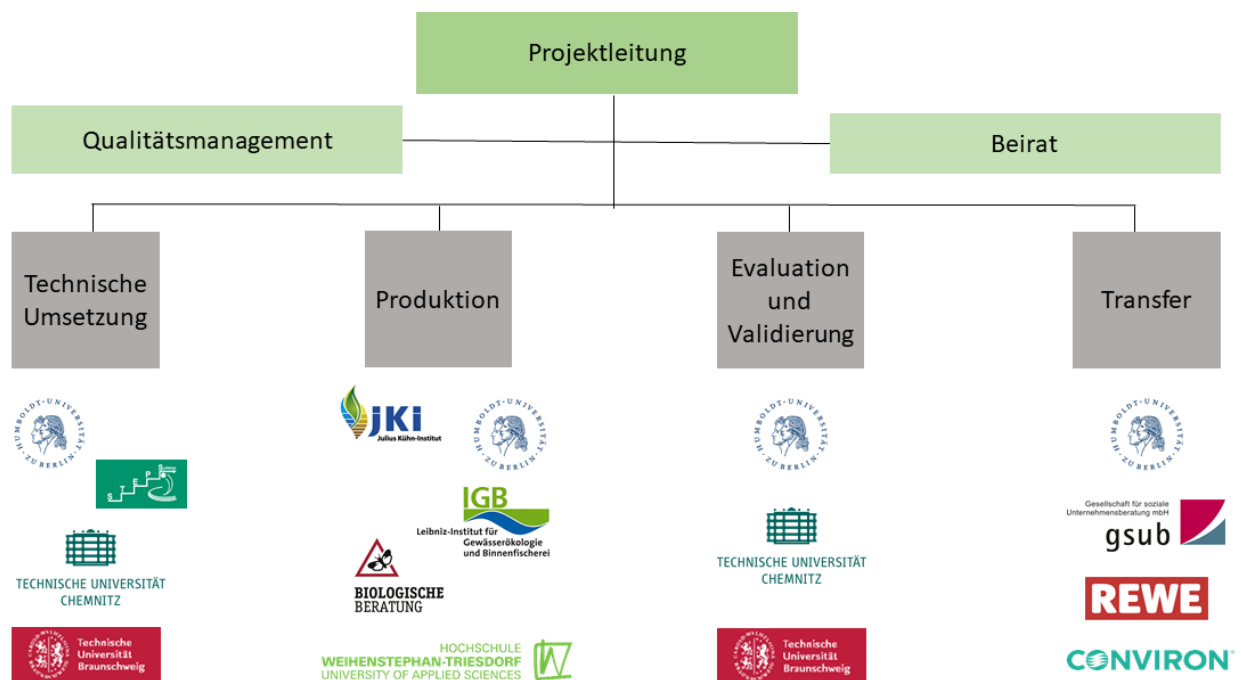 Projektleitung
Qualitätsmanagement
Beirat
Technische
Umsetzung
Produktion
Evaluation
und
Validierung
Transfer
HUMBOLDT-UNIVERSITÄT
ZU BERLIN
STEP
TECHNISCHE UNIVERSITÄT
CHEMNITZ
Technische
Universität
Braunschweig
JKi
Julius Kühn-Institut
HUMBOLDT-UNIVERSITÄT
ZU BERLIN
IGB
Leibniz-Institut für
Gewässerökologie
und Binnenfischerei
BIOLOGISCHE
BERATUNG
HOCHSCHULE
WEIHENSTEPHAN-TRIESDORF
UNIVERSITY OF APPLIED SCIENCES
HUMBOLDT-UNIVERSITÄT
ZU BERLIN
TECHNISCHE UNIVERSITÄT
CHEMNITZ
Technische
Universität
Braunschweig
HUMBOLDT-UNIVERSITÄT
ZU BERLIN
Gesellschaft für soziale
Unternehmensberatung mbH
gsub
REWE
CONVIRON